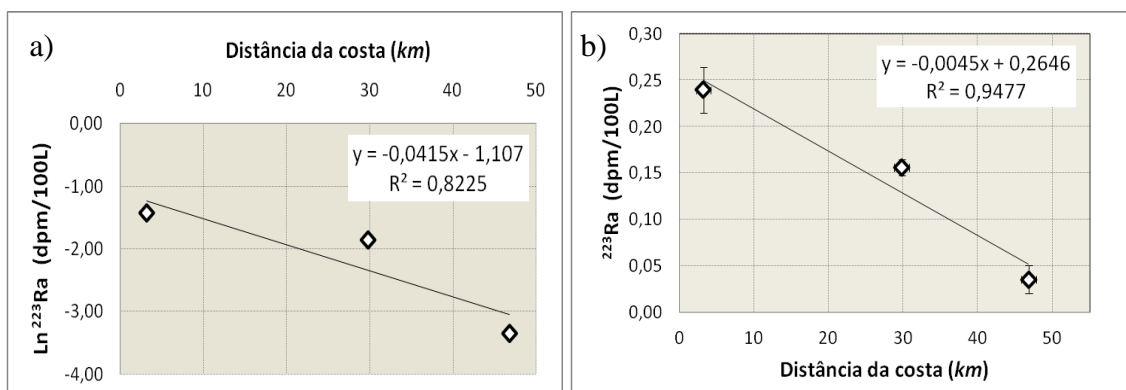 a)
Distância da costa (km)
0 10 20 30 40 50
0,00
-1,00
-2,00
-3,00
-4,00
Ln ²²³Ra (dpm/100L)
y = -0,0415x - 1,107
R² = 0,8225
b)
0,30
0,25
0,20
0,15
0,10
0,05
0,00
²²³Ra (dpm/100L)
y = -0,0045x + 0,2646
R² = 0,9477
0 10 20 30 40 50
Distância da costa (km)